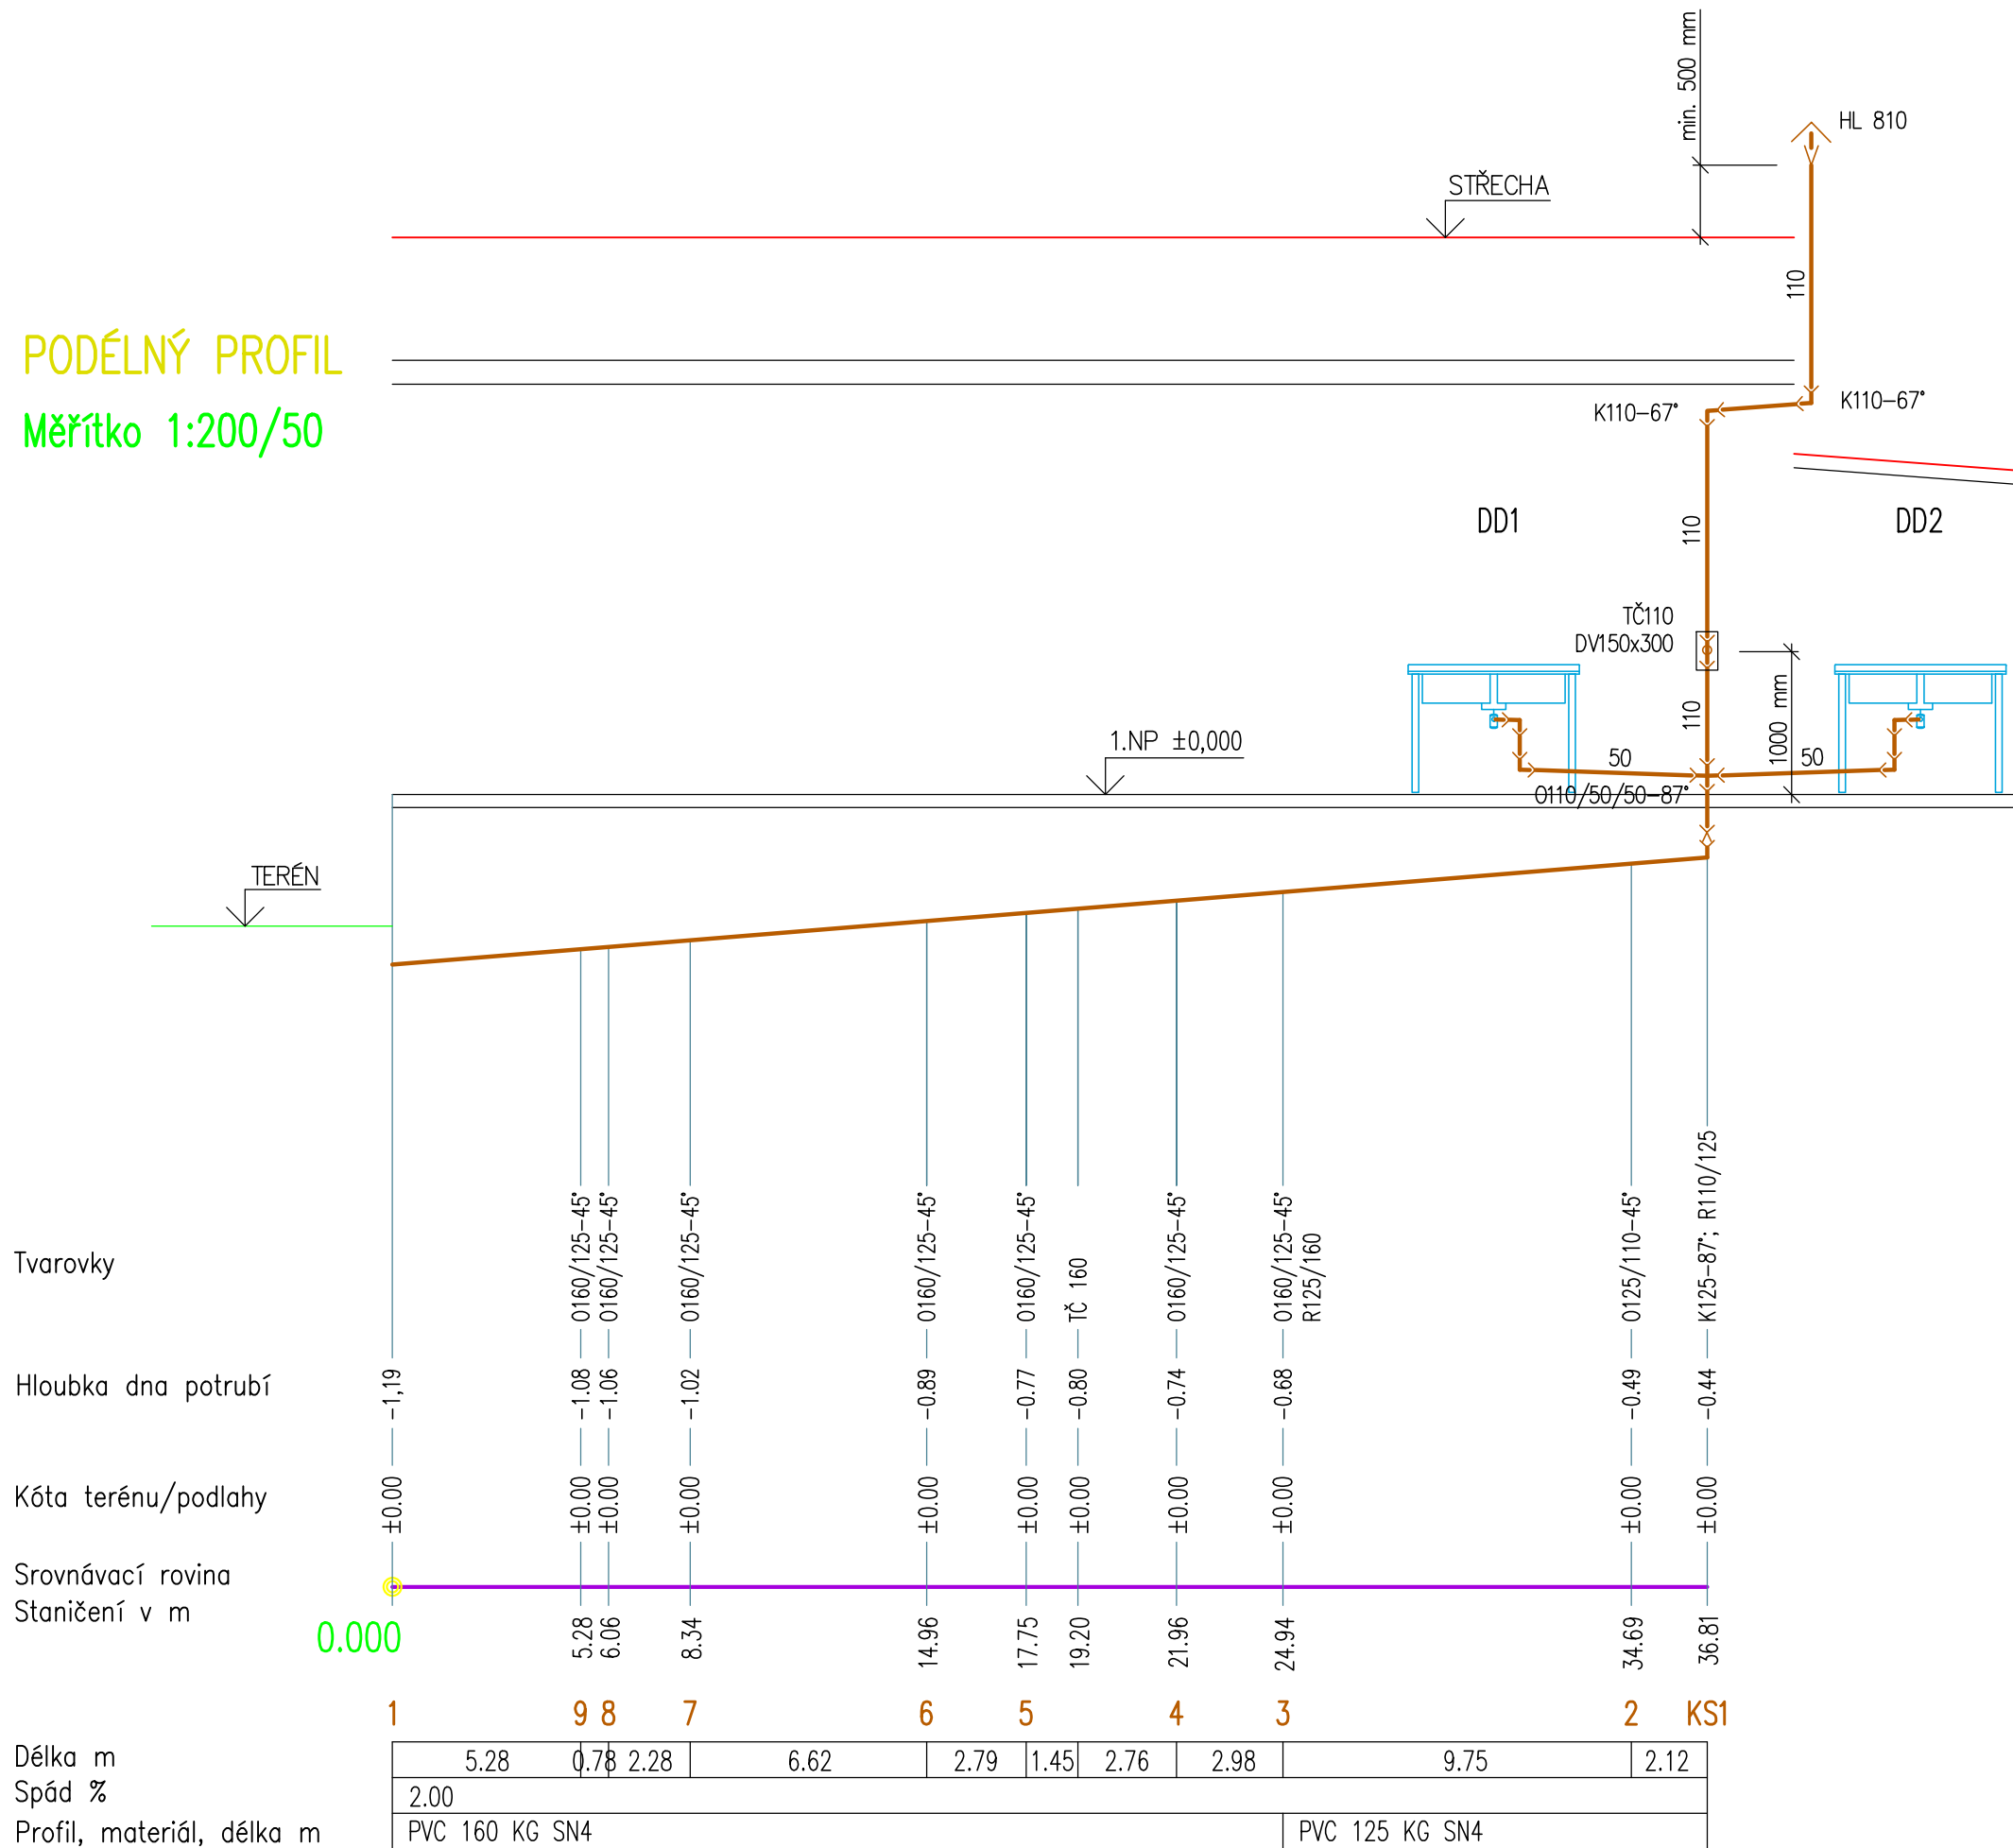 min. 500 mm
HL 810
STŘECHA
110
PODÉLNÝ PROFIL
Měřítko 1:200/50
K110-67°
K110-67°
DD1
110
DD2
TČ110
DV150x300
110
1000 mm
1.NP ±0,000
50
50
O110/50/50-87°
TERÉN
Tvarovky
O160/125-45°
O160/125-45°
O160/125-45°
O160/125-45°
O160/125-45°
TČ 160
O160/125-45°
O160/125-45°
R125/160
O125/110-45°
K125-87°; R110/125
Hloubka dna potrubí
-1,19
-1.08
-1.06
-1.02
-0.89
-0.77
-0.80
-0.74
-0.68
-0.49
-0.44
Kóta terénu/podlahy
±0.00
±0.00
±0.00
±0.00
±0.00
±0.00
±0.00
±0.00
±0.00
±0.00
±0.00
Srovnávací rovina
Staničení v m
0.000
5.28
6.06
8.34
14.96
17.75
19.20
21.96
24.94
34.69
36.81
1 9 8 7 6 5 4 3 2 KS1
Délka m 5.28 0.78 2.28 6.62 2.79 1.45 2.76 2.98 9.75 2.12
Spád % 2.00
Profil, materiál, délka m PVC 160 KG SN4 PVC 125 KG SN4